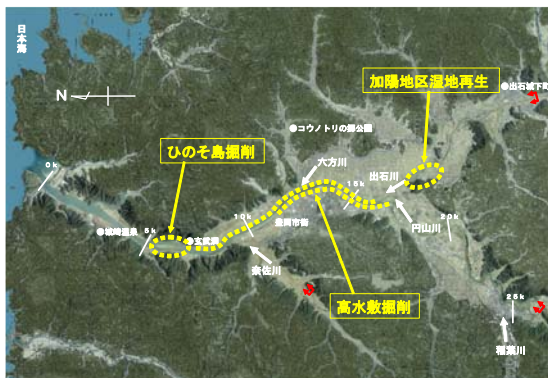 日本海
N
加陽地区湿地再生
●出石城下町
●コウノトリの郷公園
ひのそ島掘削
六方川
出石川
0k
15k
●城崎温泉
5k
●玄武洞
10k
豊岡市街
円山川
20k
奈佐川
高水敷掘削
25k
稲葉川